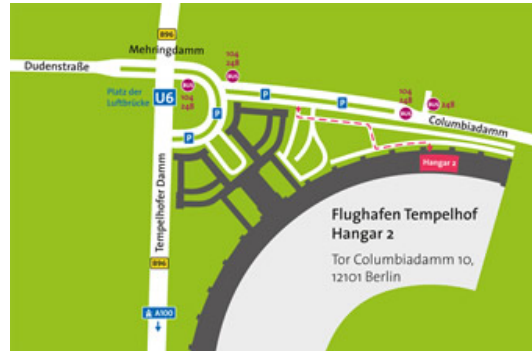 B96
Mehringdamm
104
248
Dudenstraße
Platz der
Luftbrücke
U6
BUS
104
248
BUS
P
P
P
P
104
248
BUS
BUS
248
Columbiadamm
Hangar 2
Tempelhofer Damm
Flughafen Tempelhof
Hangar 2
Tor Columbiadamm 10,
12101 Berlin
B96
A100